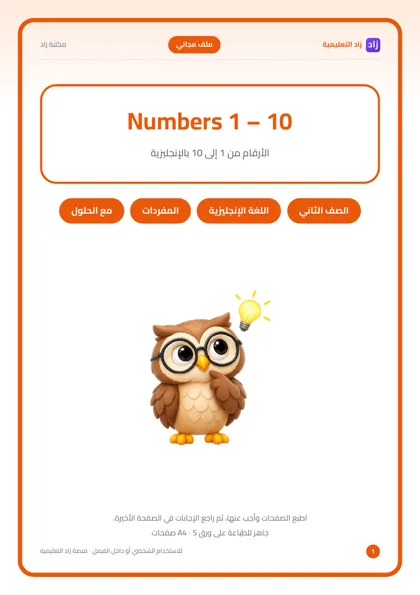 زاد زاد التعليمية
ملف مجاني
مكتبة زاد
Numbers 1 – 10
الأرقام من 1 إلى 10 بالإنجليزية
الصف الثاني
اللغة الإنجليزية
المفردات
مع الحلول
اطبع الصفحات وأجب عنها، ثم راجع الإجابات في الصفحة الأخيرة.
جاهز للطباعة على ورق A4 · 5 صفحات
1
للاستخدام الشخصي أو داخل الفصل · منصة زاد التعليمية